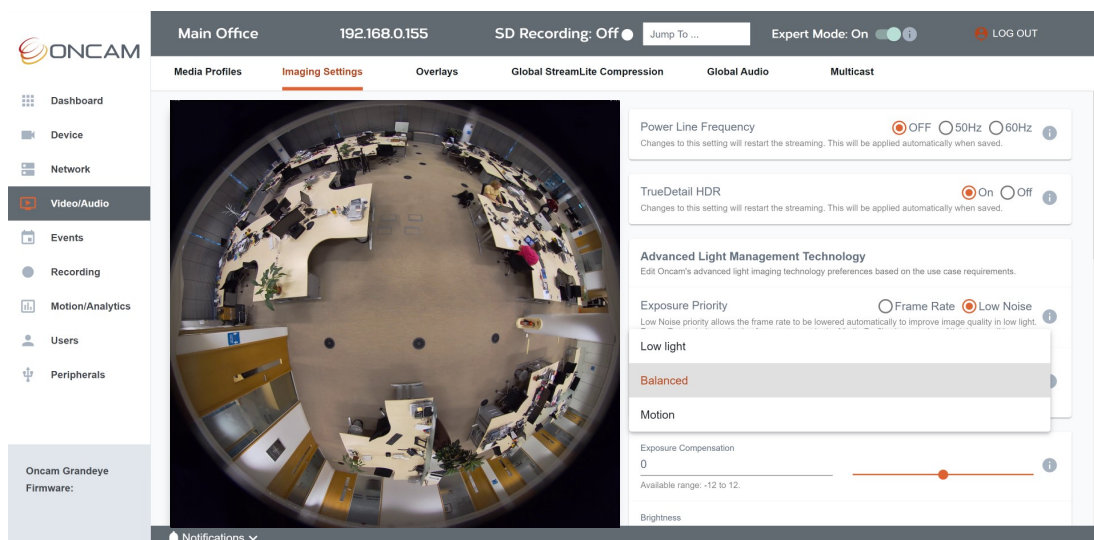 ONCAM
Main Office
192.168.0.155
SD Recording: Off
Jump To ...
Expert Mode: On
LOG OUT
Media Profiles
Imaging Settings
Overlays
Global StreamLite Compression
Global Audio
Multicast
Dashboard
Device
Network
Video/Audio
Events
Recording
Motion/Analytics
Users
Peripherals
Oncam Grandeye
Firmware:
Power Line Frequency
OFF
50Hz
60Hz
Changes to this setting will restart the streaming. This will be applied automatically when saved.
TrueDetail HDR
On
Off
Changes to this setting will restart the streaming. This will be applied automatically when saved.
Advanced Light Management Technology
Edit Oncam's advanced light imaging technology preferences based on the use case requirements.
Exposure Priority
Frame Rate
Low Noise
Low Noise priority allows the frame rate to be lowered automatically to improve image quality in low light.
Low light
Balanced
Motion
Exposure Compensation
0
Available range: -12 to 12.
Brightness
Notifications